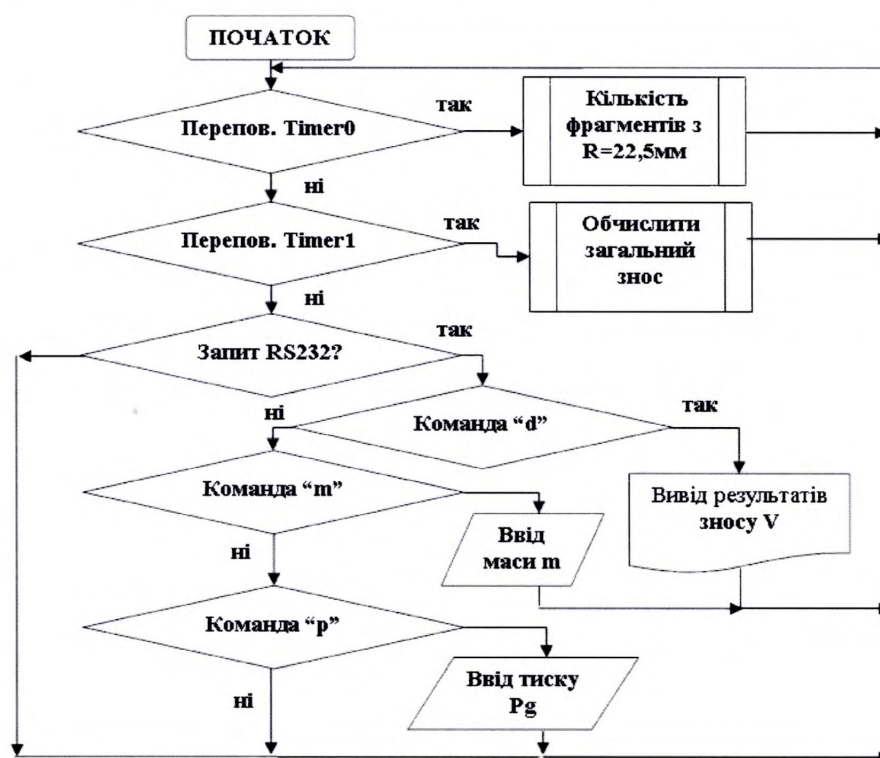 ПОЧАТОК
Перепов. Timer0
так
Кількість
фрагментів з
R=22,5мм
ні
Перепов. Timer1
так
Обчислити
загальний
знос
ні
Запит RS232?
так
ні
Команда “d”
так
Команда “m”
Вивід результатів
зносу V
Ввід
маси m
ні
Команда “p”
Ввід тиску
Pg
ні